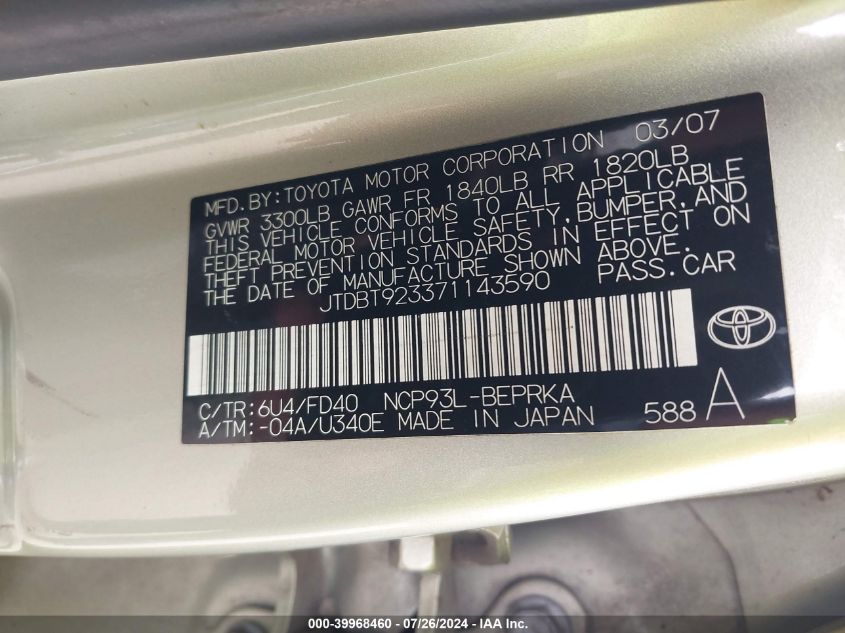 MFD.BY:TOYOTA MOTOR CORPORATION 03/07
GVWR 3300LB GAWR FR 1840LB RR 1820LB
THIS VEHICLE CONFORMS TO ALL APPLICABLE
FEDERAL MOTOR VEHICLE SAFETY,BUMPER,AND
THEFT PREVENTION STANDARDS IN EFFECT ON
THE DATE OF MANUFACTURE SHOWN ABOVE.
JTDBT923371143590 PASS.CAR
C/TR:6U4/FD40 NCP93L-BEPRKA
A/TM:-04A/U340E MADE IN JAPAN 588 A
000-39968460 - 07/26/2024 - IAA Inc.